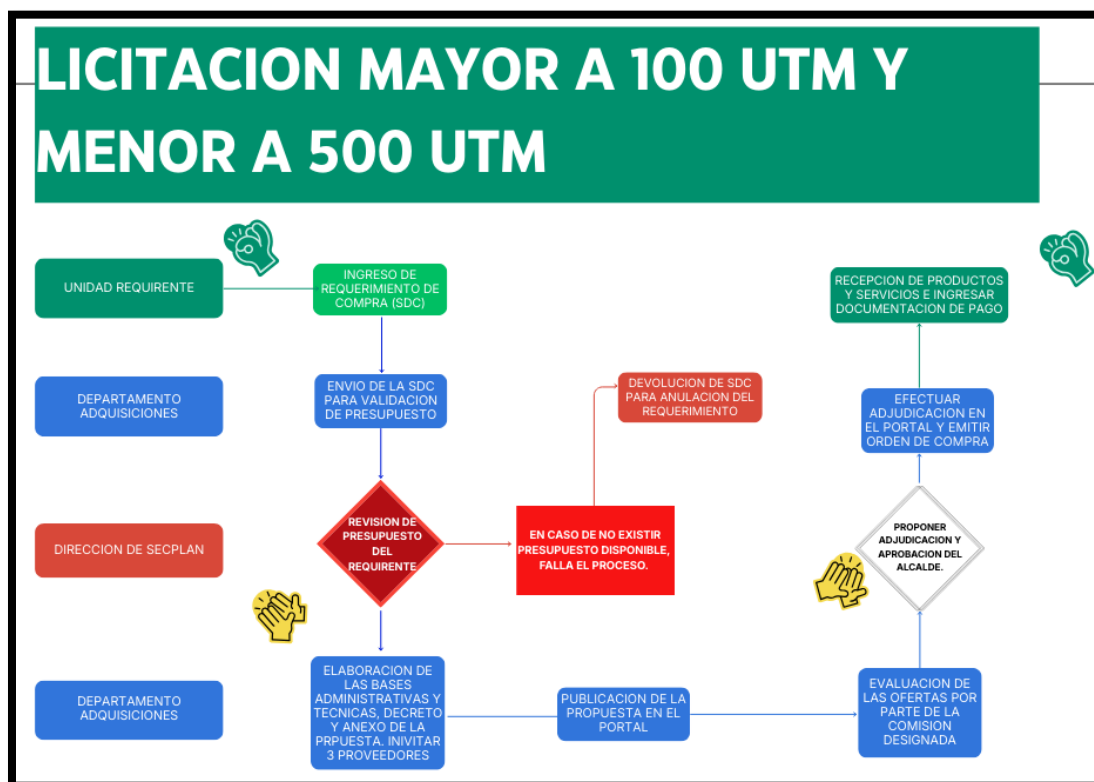 LICITACION MAYOR A 100 UTM Y
MENOR A 500 UTM
UNIDAD REQUIRENTE
INGRESO DE
REQUERIMIENTO DE
COMPRA (SDC)
RECEPCION DE PRODUCTOS
Y SERVICIOS E INGRESAR
DOCUMENTACION DE PAGO
DEPARTAMENTO
ADQUISICIONES
ENVIO DE LA SDC
PARA VALIDACION
DE PRESUPUESTO
DEVOLUCION DE SDC
PARA ANULACION DEL
REQUERIMIENTO
EFECTUAR
ADJUDICACION EN
EL PORTAL Y EMITIR
ORDEN DE COMPRA
DIRECCION DE SECPLAN
REVISION DE
PRESUPUESTO
DEL
REQUIRENTE
EN CASO DE NO EXISTIR
PRESUPUESTO DISPONIBLE,
FALLA EL PROCESO.
PROPONER
ADJUDICACION Y
APROBACION DEL
ALCALDE.
DEPARTAMENTO
ADQUISICIONES
ELABORACION DE
LAS BASES
ADMINISTRATIVAS Y
TECNICAS, DECRETO
Y ANEXO DE LA
PRPUESTA. INIVITAR
3 PROVEEDORES
PUBLICACION DE LA
PROPUESTA EN EL
PORTAL
EVALUACION DE
LAS OFERTAS POR
PARTE DE LA
COMISION
DESIGNADA